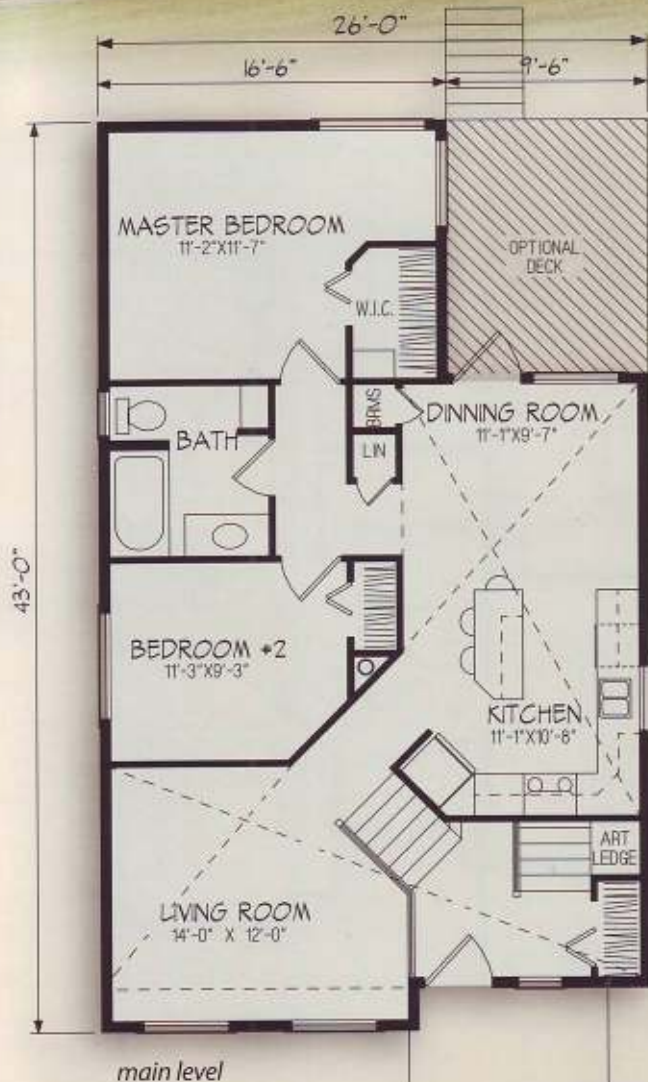 26'-0"
16'-6"
9'-6"
MASTER BEDROOM
11'-2"X11'-7"
OPTIONAL
DECK
W.I.C.
BRMS
DINNING ROOM
11'-1"X9'-7"
BATH
LIN
43'-0"
BEDROOM #2
11'-3"X9'-3"
KITCHEN
11'-1"X10'-8"
ART
LEDGE
LIVING ROOM
14'-0" X 12'-0"
main level